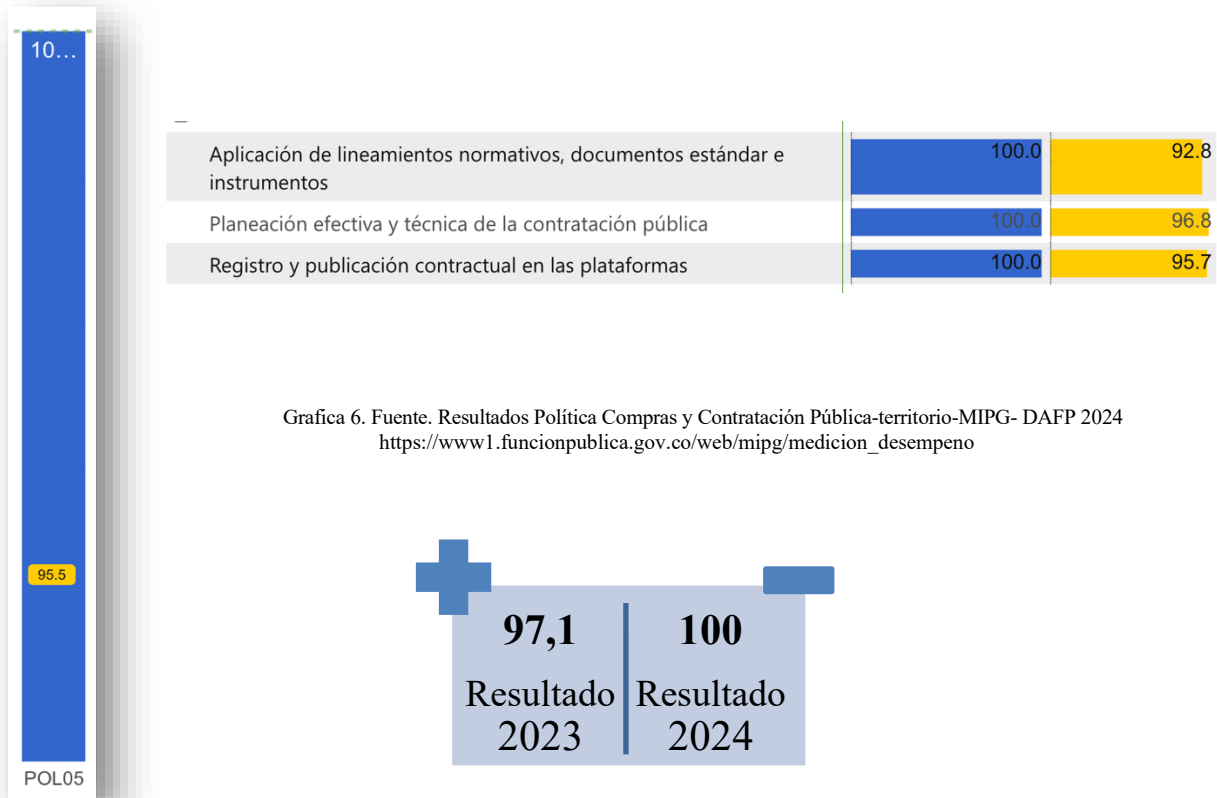 10...
95.5
POL05
Aplicación de lineamientos normativos, documentos estándar e
instrumentos
100.0
92.8
Planeación efectiva y técnica de la contratación pública
100.0
96.8
Registro y publicación contractual en las plataformas
100.0
95.7
Grafica 6. Fuente. Resultados Política Compras y Contratación Pública-territorio-MIPG- DAFP 2024
https://www1.funcionpublica.gov.co/web/mipg/medicion_desempeno
97,1
Resultado
2023
100
Resultado
2024